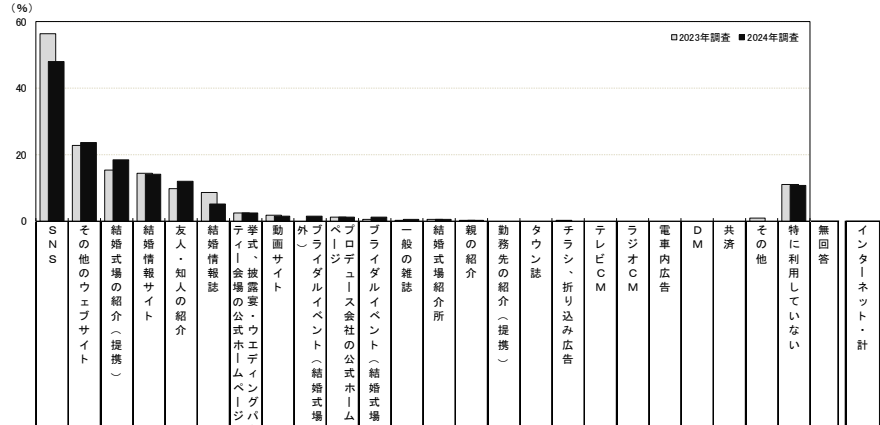 （%）
60
40
20
0
□2023年調査 ■2024年調査
SNS
その他のウェブサイト
結婚式場の紹介（提携）
結婚情報サイト
友人・知人の紹介
結婚情報誌
挙式、披露宴・ウエディングパ
ティー会場の公式ホームページ
動画サイト
ブライダルイベント（結婚式場
外）
プロデュース会社の公式ホーム
ページ
ブライダルイベント（結婚式場
一般の雑誌
結婚式場紹介所
親の紹介
勤務先の紹介（提携）
タウン誌
チラシ、折り込み広告
テレビCM
ラジオCM
電車内広告
DM
共済
その他
特に利用していない
無回答
インターネット・計